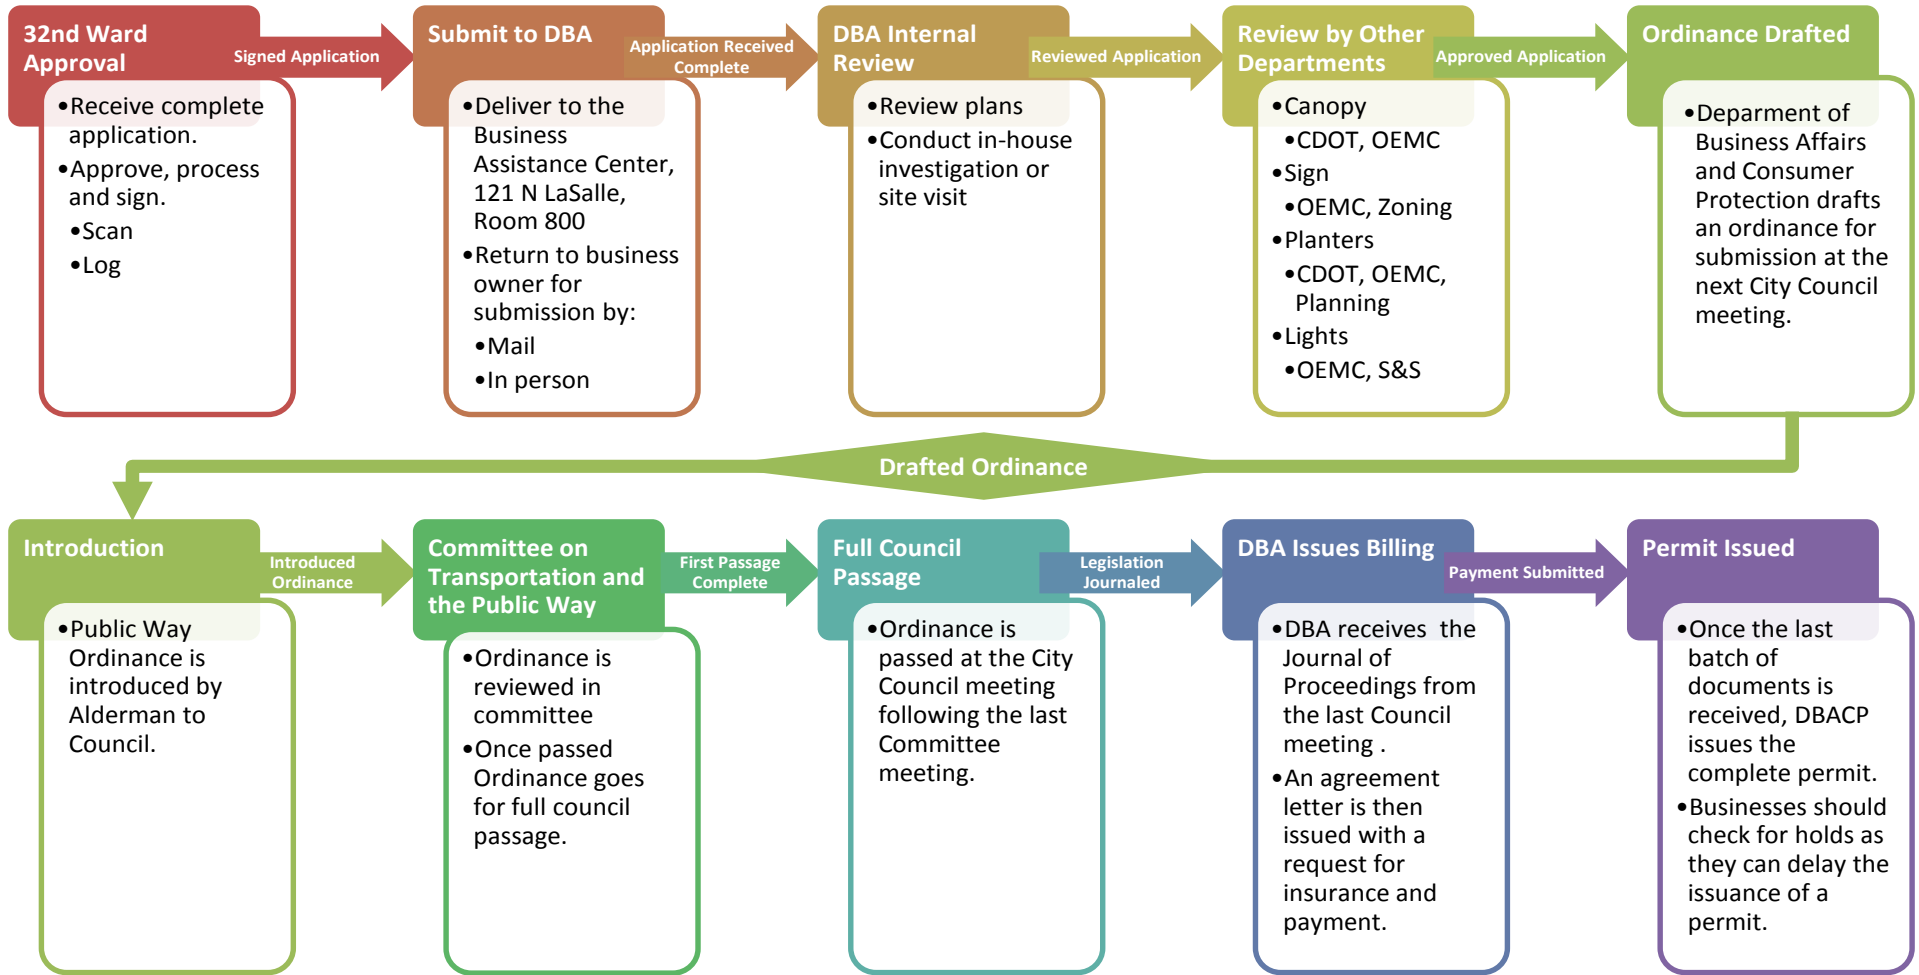 32nd Ward
Approval
Signed Application
•Receive complete
application.
•Approve, process
and sign.
•Scan
•Log
Submit to DBA
Application Received
Complete
•Deliver to the
Business
Assistance Center,
121 N LaSalle,
Room 800
•Return to business
owner for
submission by:
•Mail
•In person
DBA Internal
Review
Reviewed Application
•Review plans
•Conduct in-house
investigation or
site visit
Review by Other
Departments
Approved Application
•Canopy
•CDOT, OEMC
•Sign
•OEMC, Zoning
•Planters
•CDOT, OEMC,
Planning
•Lights
•OEMC, S&S
Ordinance Drafted
•Deparment of
Business Affairs
and Consumer
Protection drafts
an ordinance for
submission at the
next City Council
meeting.
Drafted Ordinance
Introduction
Introduced
Ordinance
•Public Way
Ordinance is
introduced by
Alderman to
Council.
Committee on
Transportation and
the Public Way
First Passage
Complete
•Ordinance is
reviewed in
committee
•Once passed
Ordinance goes
for full council
passage.
Full Council
Passage
Legislation
Journaled
•Ordinance is
passed at the City
Council meeting
following the last
Committee
meeting.
DBA Issues Billing
Payment Submitted
•DBA receives the
Journal of
Proceedings from
the last Council
meeting .
•An agreement
letter is then
issued with a
request for
insurance and
payment.
Permit Issued
•Once the last
batch of
documents is
received, DBACP
issues the
complete permit.
•Businesses should
check for holds as
they can delay the
issuance of a
permit.